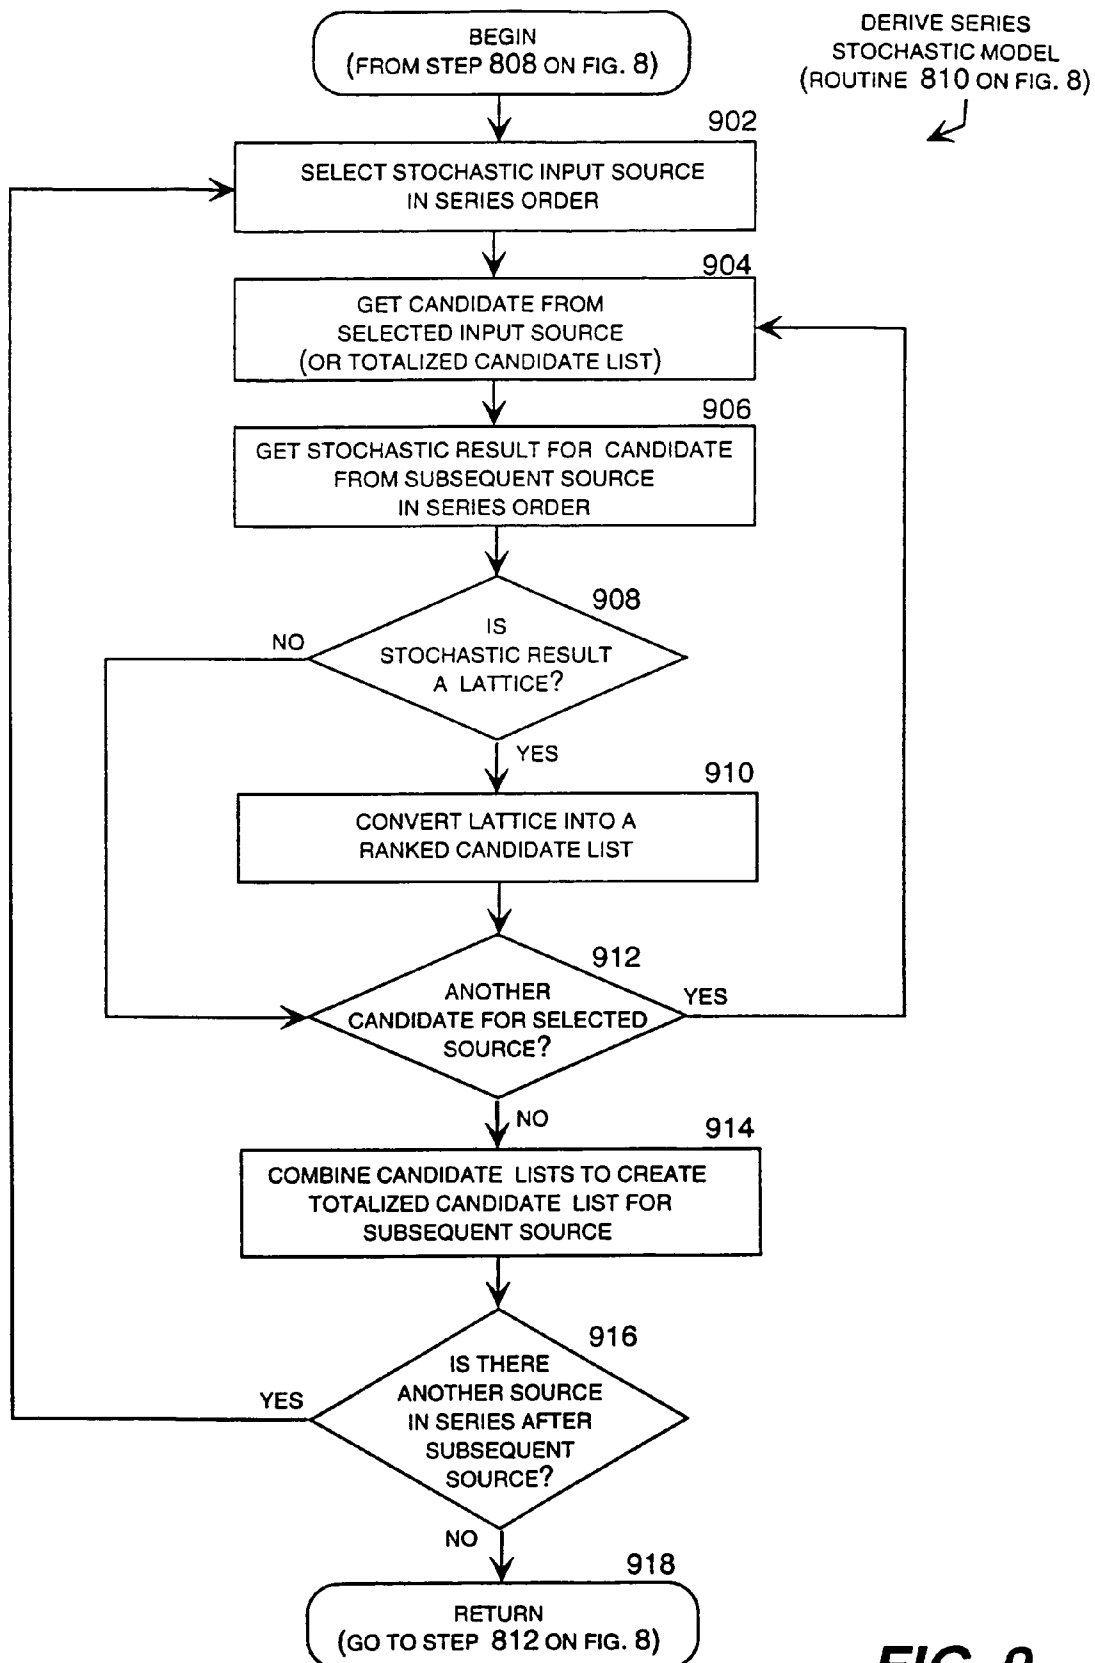 BEGIN
(FROM STEP 808 ON FIG. 8)
DERIVE SERIES
STOCHASTIC MODEL
(ROUTINE 810 ON FIG. 8)
902
SELECT STOCHASTIC INPUT SOURCE
IN SERIES ORDER
904
GET CANDIDATE FROM
SELECTED INPUT SOURCE
(OR TOTALIZED CANDIDATE LIST)
906
GET STOCHASTIC RESULT FOR CANDIDATE
FROM SUBSEQUENT SOURCE
IN SERIES ORDER
908
IS
STOCHASTIC RESULT
A LATTICE?
NO
YES
910
CONVERT LATTICE INTO A
RANKED CANDIDATE LIST
912
ANOTHER
CANDIDATE FOR SELECTED
SOURCE?
YES
NO
914
COMBINE CANDIDATE LISTS TO CREATE
TOTALIZED CANDIDATE LIST FOR
SUBSEQUENT SOURCE
916
IS THERE
ANOTHER SOURCE
IN SERIES AFTER
SUBSEQUENT
SOURCE?
YES
NO
918
RETURN
(GO TO STEP 812 ON FIG. 8)
FIG. 9